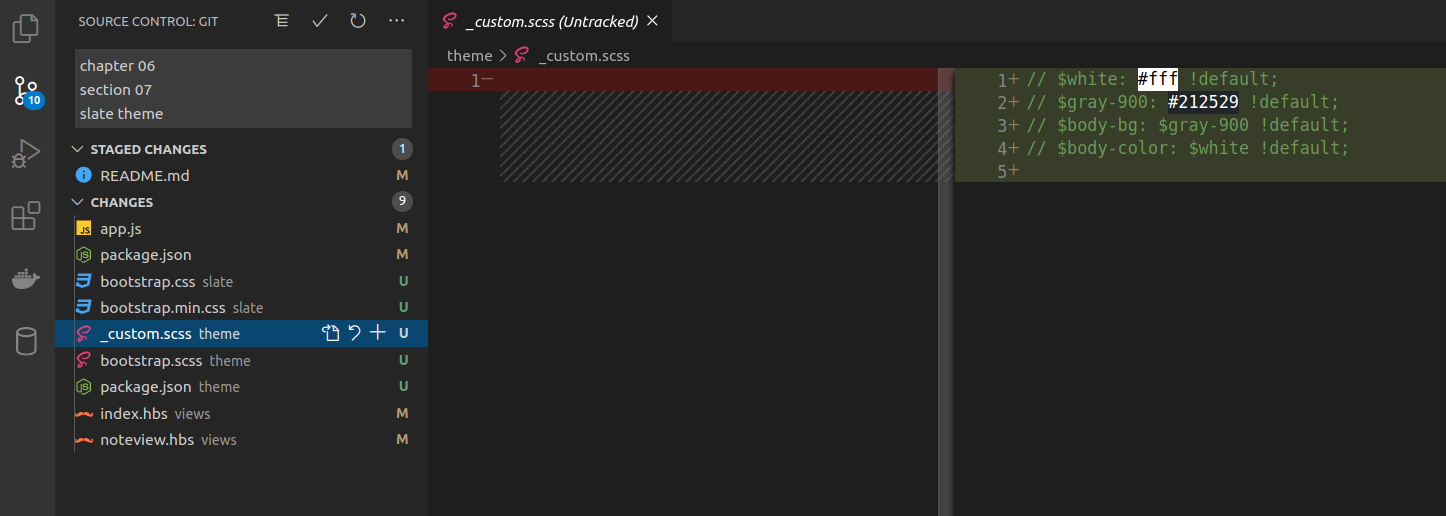 SOURCE CONTROL: GIT
chapter 06
section 07
slate theme
10
STAGED CHANGES 1
README.md M
CHANGES 9
JS app.js M
package.json M
bootstrap.css slate U
bootstrap.min.css slate U
_custom.scss theme U
bootstrap.scss theme U
package.json theme U
index.hbs views M
noteview.hbs views M
_custom.scss (Untracked)
theme > _custom.scss
1−
1+ // $white: #fff !default;
2+ // $gray-900: #212529 !default;
3+ // $body-bg: $gray-900 !default;
4+ // $body-color: $white !default;
5+